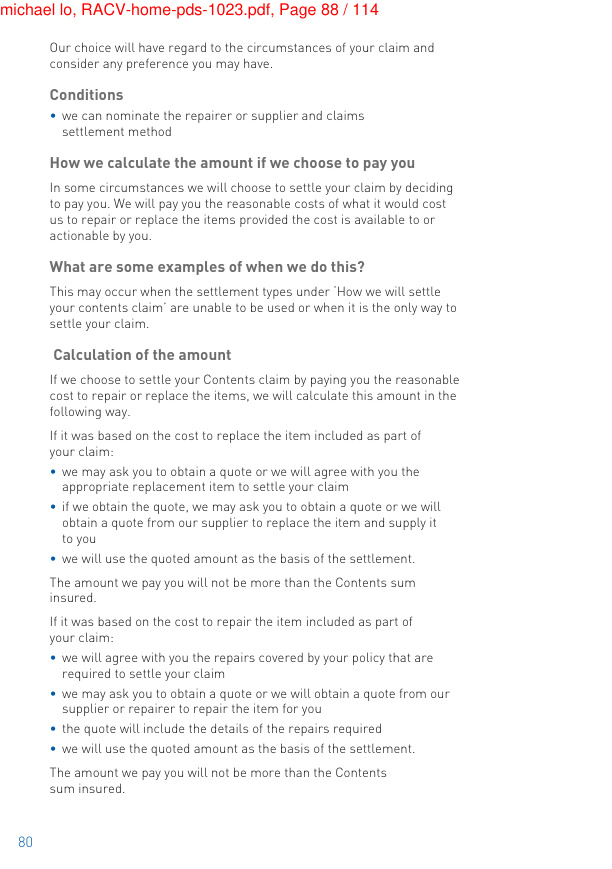 michael lo, RACV-home-pds-1023.pdf, Page 88 / 114
Our choice will have regard to the circumstances of your claim and
consider any preference you may have.
Conditions
• we can nominate the repairer or supplier and claims
settlement method
How we calculate the amount if we choose to pay you
In some circumstances we will choose to settle your claim by deciding
to pay you. We will pay you the reasonable costs of what it would cost
us to repair or replace the items provided the cost is available to or
actionable by you.
What are some examples of when we do this?
This may occur when the settlement types under ‘How we will settle
your contents claim’ are unable to be used or when it is the only way to
settle your claim.
Calculation of the amount
If we choose to settle your Contents claim by paying you the reasonable
cost to repair or replace the items, we will calculate this amount in the
following way.
If it was based on the cost to replace the item included as part of
your claim:
• we may ask you to obtain a quote or we will agree with you the
appropriate replacement item to settle your claim
• if we obtain the quote, we may ask you to obtain a quote or we will
obtain a quote from our supplier to replace the item and supply it
to you
• we will use the quoted amount as the basis of the settlement.
The amount we pay you will not be more than the Contents sum
insured.
If it was based on the cost to repair the item included as part of
your claim:
• we will agree with you the repairs covered by your policy that are
required to settle your claim
• we may ask you to obtain a quote or we will obtain a quote from our
supplier or repairer to repair the item for you
• the quote will include the details of the repairs required
• we will use the quoted amount as the basis of the settlement.
The amount we pay you will not be more than the Contents
sum insured.
80